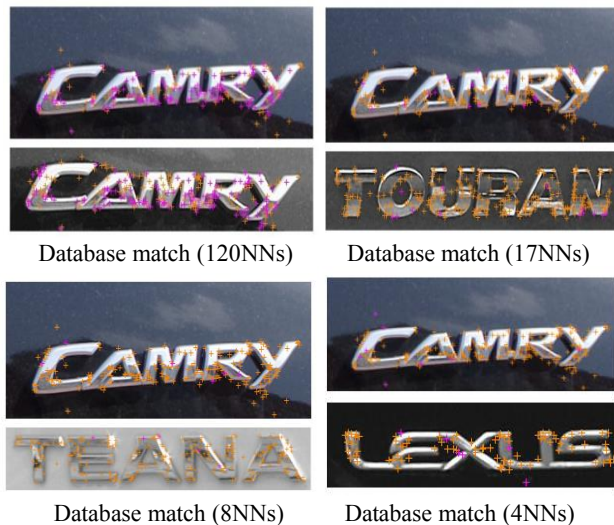 CAMRY
CAMRY
CAMRY
TOURAN
Database match (120NNs)
Database match (17NNs)
CAMRY
CAMRY
TEANA
LEXUS
Database match (8NNs)
Database match (4NNs)